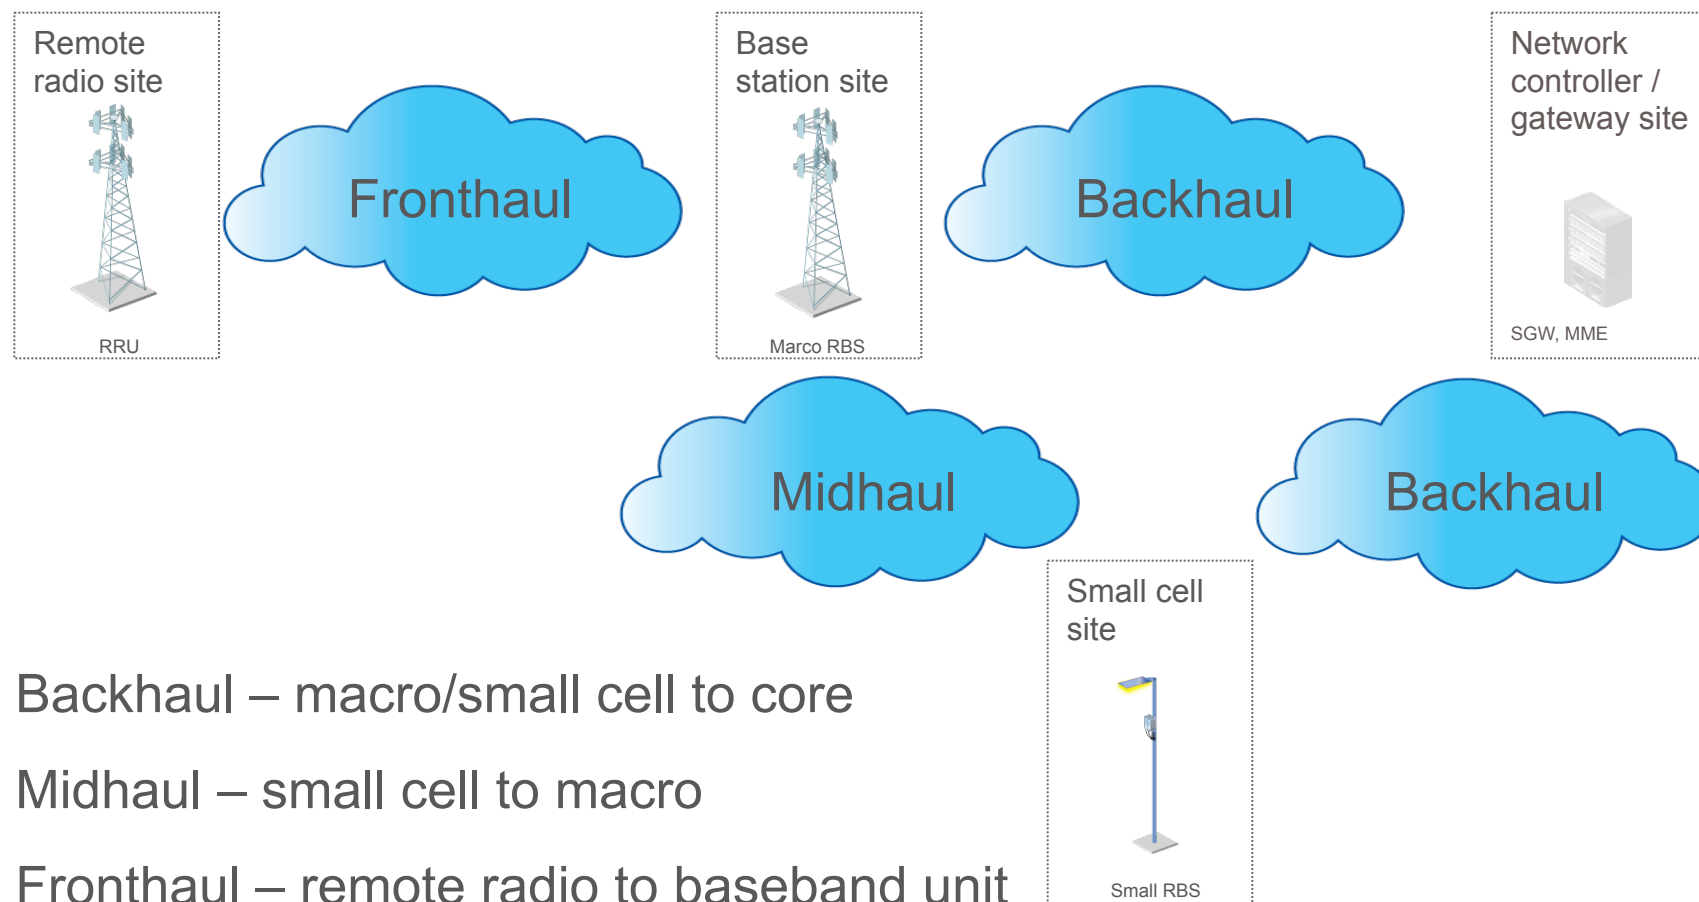 Remote
radio site
RRU
Fronthaul
Base
station site
Marco RBS
Backhaul
Network
controller /
gateway site
SGW, MME
Midhaul
Backhaul
Small cell
site
Small RBS
Backhaul – macro/small cell to core
Midhaul – small cell to macro
Fronthaul – remote radio to baseband unit